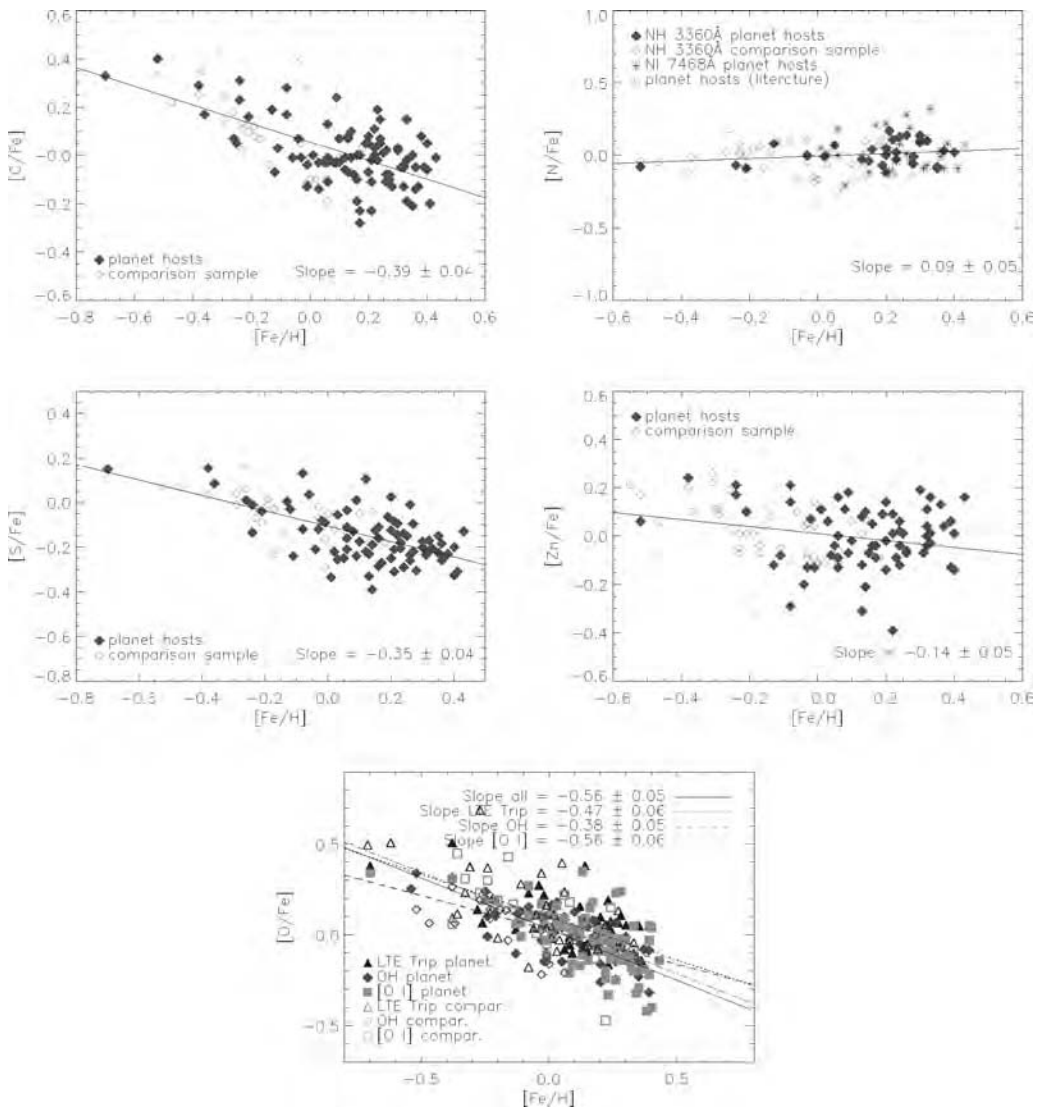 [C/Fe]
0.6
0.4
0.2
-0.0
-0.2
-0.4
-0.6
◆ planet hosts
◇ comparison sample
Slope = -0.39 ± 0.04
-0.8 -0.6 -0.4 -0.2 0.0 0.2 0.4 0.6
[Fe/H]
[N/Fe]
1.0
0.5
0.0
-0.5
-1.0
◆ NH 3360Å planet hosts
◇ NH 3360Å comparison sample
✳ NI 7468Å planet hosts
planet hosts (litercture)
Slope = 0.09 ± 0.05
-0.8 -0.6 -0.4 -0.2 0.0 0.2 0.4 0.6
[Fe/H]
[S/Fe]
0.4
0.2
-0.0
-0.2
-0.4
-0.6
-0.8
◆ planet hosts
◇ comparison sample
Slope = -0.35 ± 0.04
-0.8 -0.6 -0.4 -0.2 0.0 0.2 0.4
[Fe/H]
[Zn/Fe]
0.6
0.4
0.2
0.0
-0.2
-0.4
-0.6
◆ planet hosts
◇ comparison sample
Slope = -0.14 ± 0.05
-0.6 -0.4 -0.2 0.0 0.2 0.4 0.6
[Fe/H]
[O/Fe]
0.5
0.0
-0.5
Slope all = -0.56 ± 0.05
Slope LTE Trip = -0.47 ± 0.06
Slope OH = -0.38 ± 0.05
Slope [O I] = -0.56 ± 0.06
▲ LTE Trip planet
◆ OH planet
■ [O I] planet
△ LTE Trip compar.
◇ OH compar.
□ [O I] compar.
-0.5 0.0 0.5
[Fe/H]